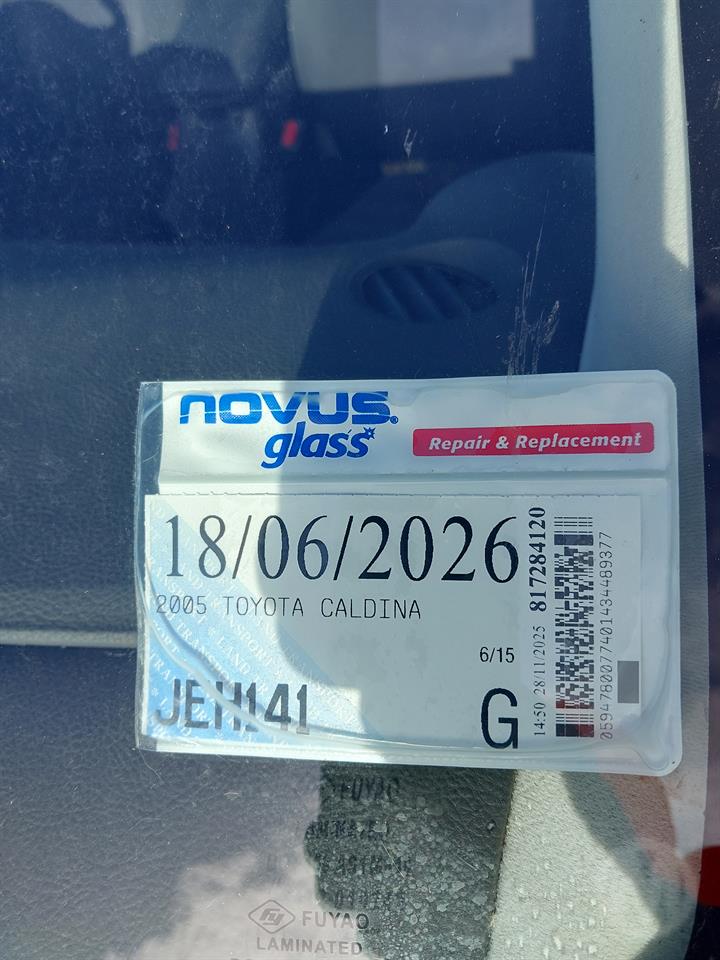 novus®
glass
Repair & Replacement
18/06/2026
2005 TOYOTA CALDINA
6/15
JEH141
G
14:50 28/11/2025 817284120
0594780077401434489377
FUYAO
LAMINATED